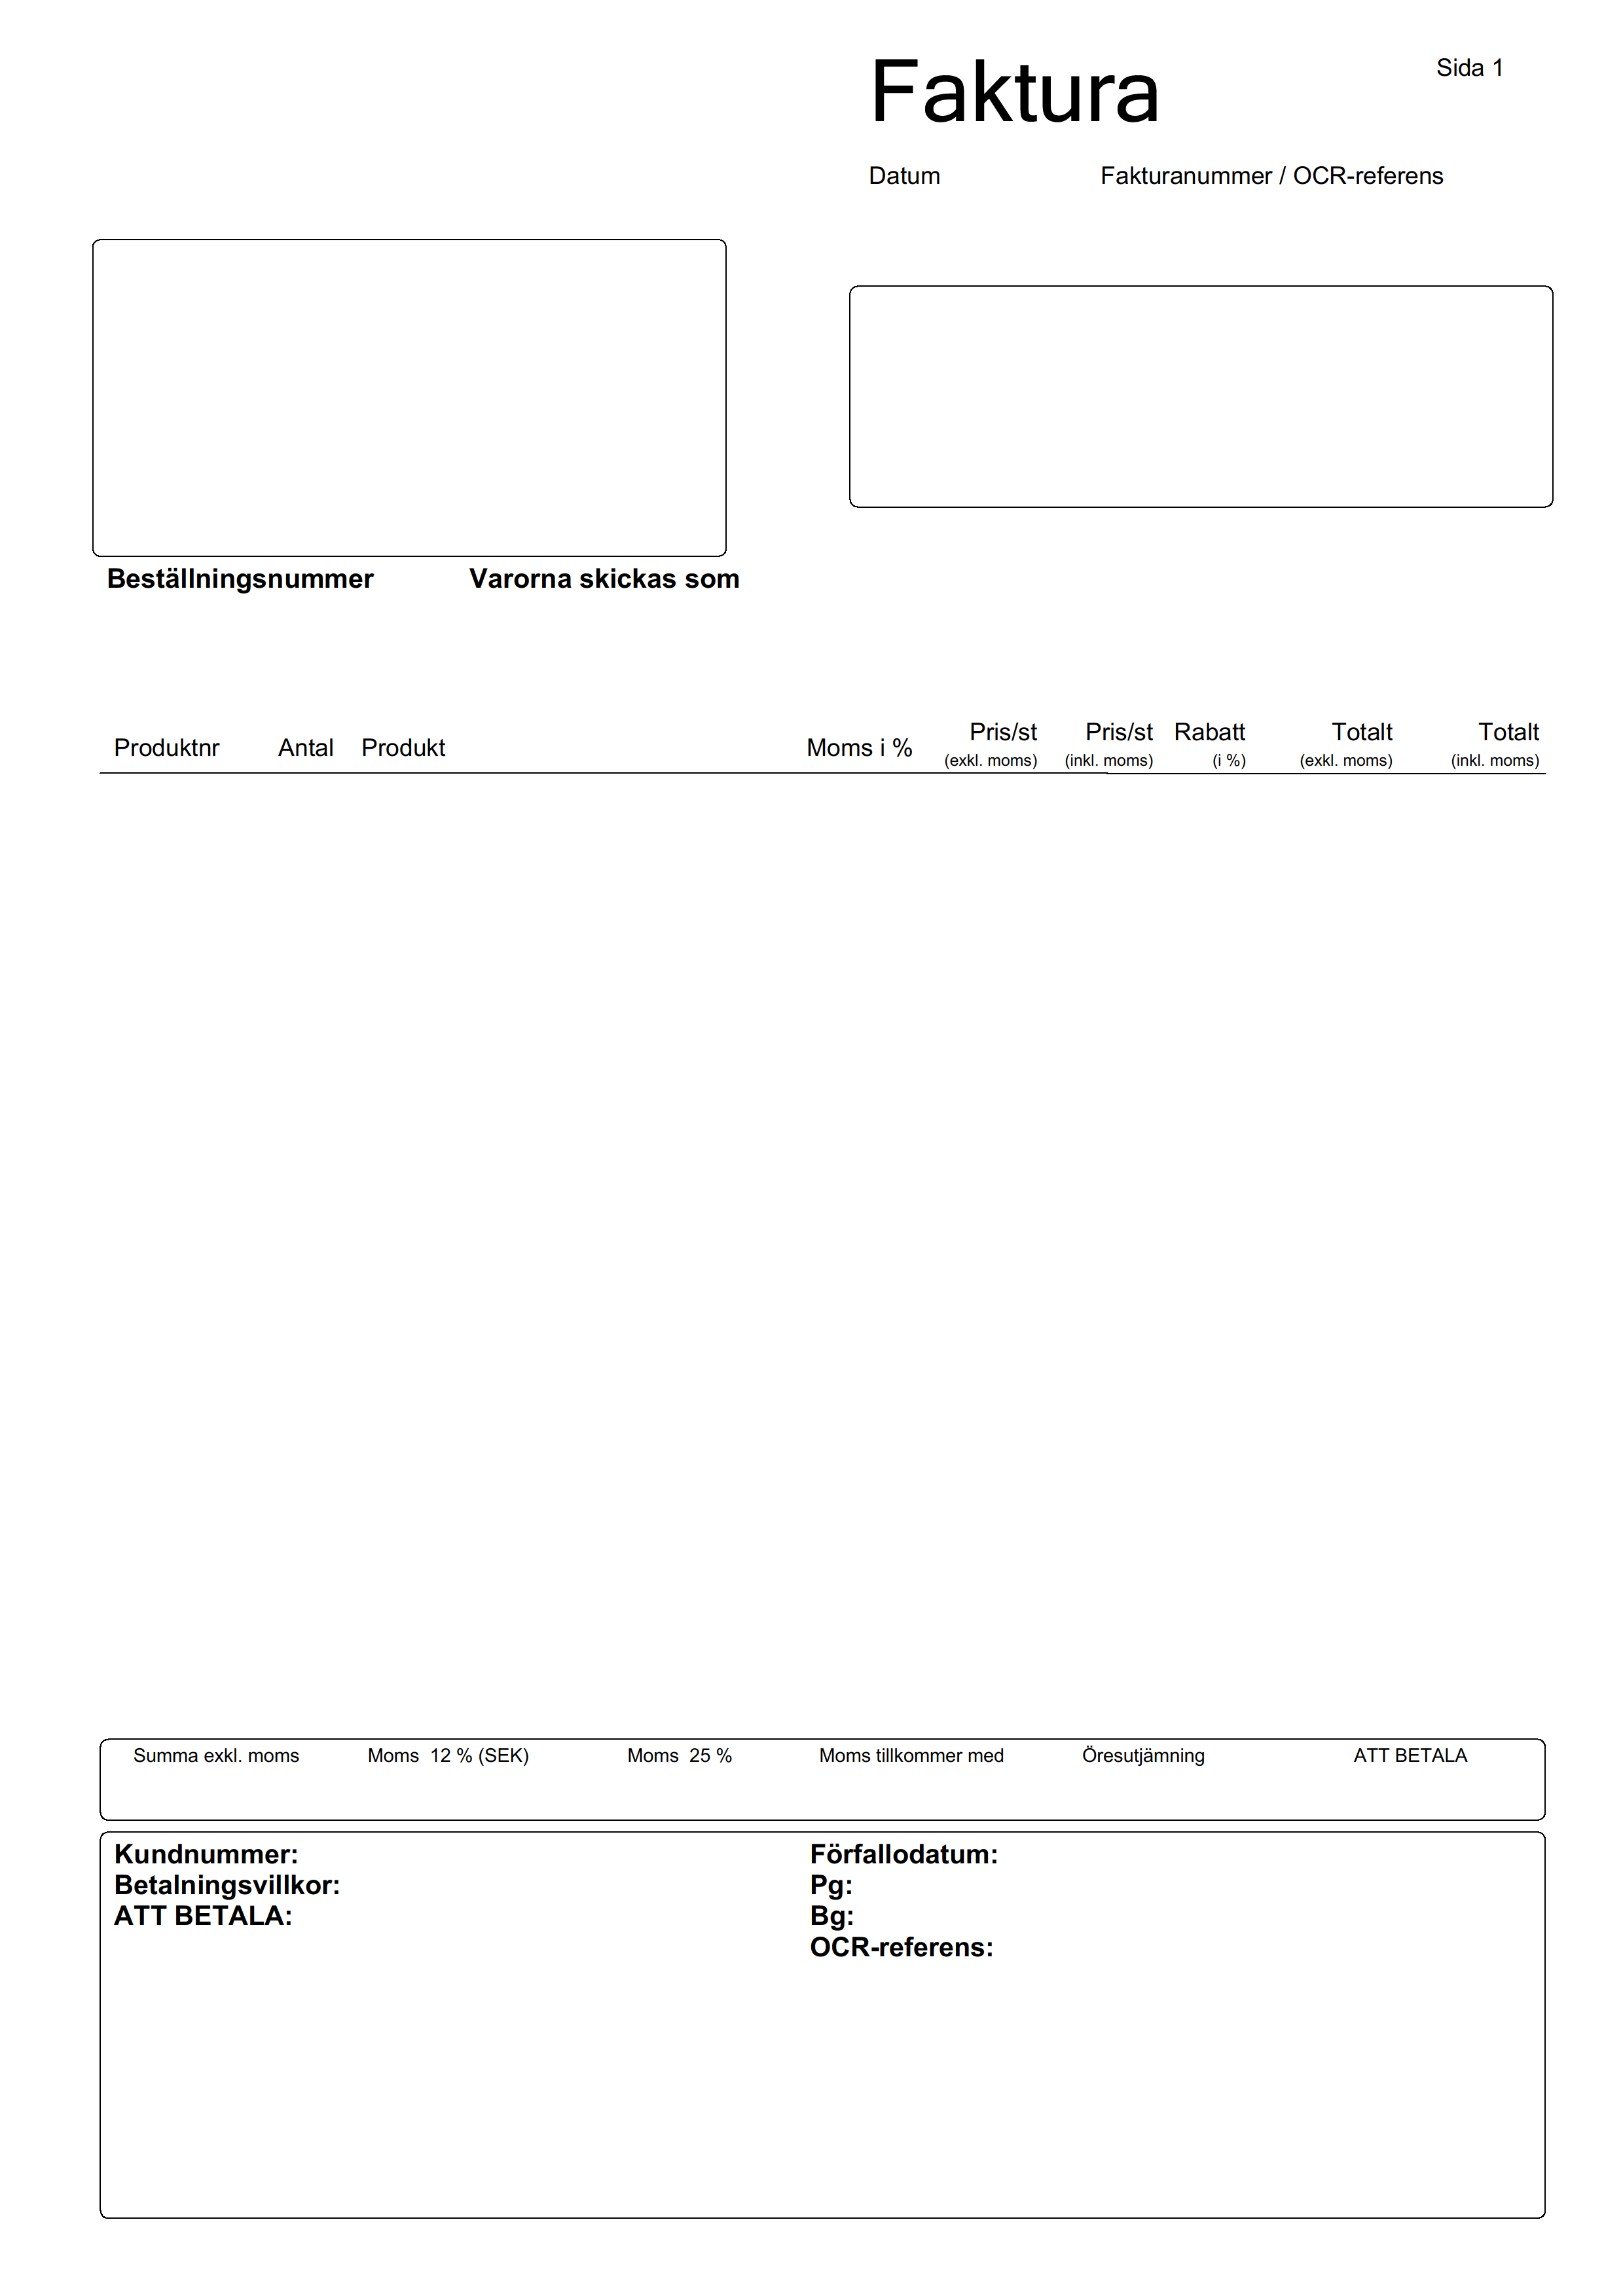 Faktura
Sida 1
Datum Fakturanummer / OCR-referens
Beställningsnummer Varorna skickas som
Produktnr Antal Produkt Moms i % Pris/st Pris/st Rabatt Totalt Totalt
(exkl. moms) (inkl. moms) (i %) (exkl. moms) (inkl. moms)
Summa exkl. moms Moms 12 % (SEK) Moms 25 % Moms tillkommer med Öresutjämning ATT BETALA
Kundnummer: Förfallodatum:
Betalningsvillkor: Pg:
ATT BETALA: Bg:
OCR-referens: